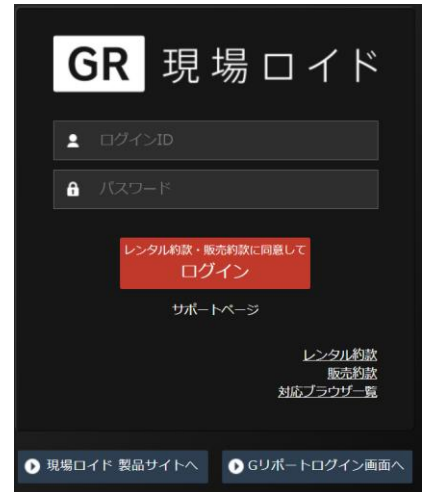 GR 現場ロイド
ログインID
パスワード
レンタル約款・販売約款に同意して
ログイン
サポートページ
レンタル約款
販売約款
対応ブラウザ一覧
現場ロイド 製品サイトへ
Gリポートログイン画面へ